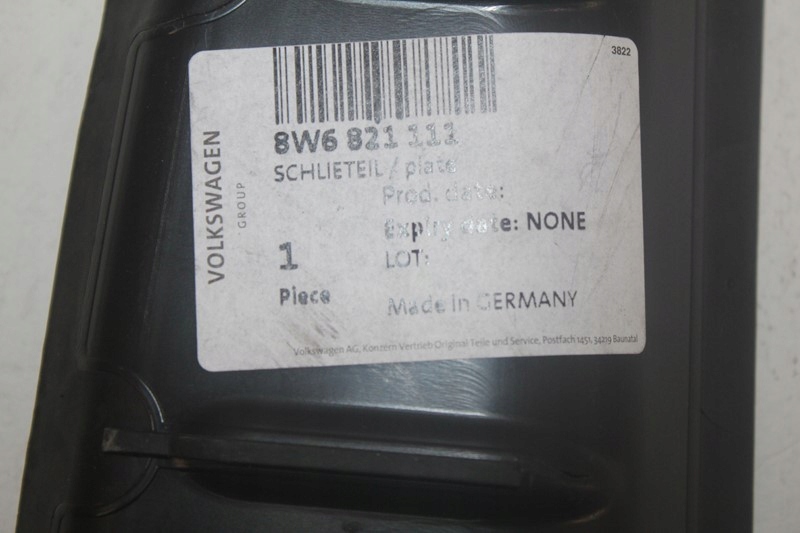 3822
8W6 821 111
SCHLIETEIL / plate
Prod. date:
Expiry date: NONE
1
LOT:
Piece
Made in GERMANY
VOLKSWAGEN
GROUP
Volkswagen AG, Konzern Vertrieb Original Teile und Service, Postfach 1451, 34219 Baunatal